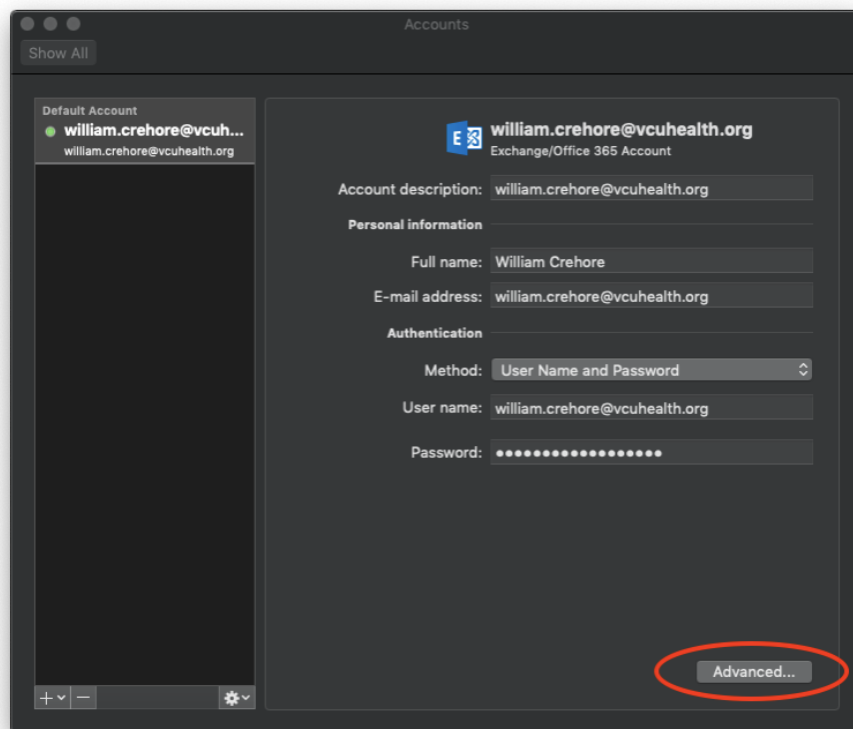 Accounts
Show All
Default Account
william.crehore@vcuh...
william.crehore@vcuhealth.org
E
william.crehore@vcuhealth.org
Exchange/Office 365 Account
Account description: william.crehore@vcuhealth.org
Personal information
Full name: William Crehore
E-mail address: william.crehore@vcuhealth.org
Authentication
Method: User Name and Password
User name: william.crehore@vcuhealth.org
Password: ••••••••••••••••••
Advanced...